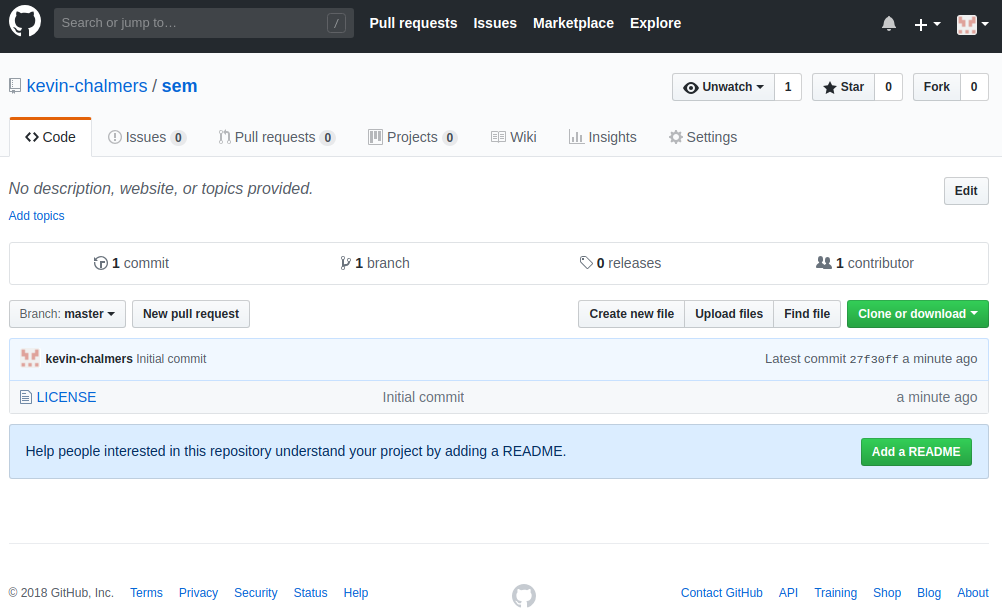 Search or jump to… / Pull requests Issues Marketplace Explore
kevin-chalmers / sem Unwatch 1 Star 0 Fork 0
Code Issues 0 Pull requests 0 Projects 0 Wiki Insights Settings
No description, website, or topics provided. Edit
Add topics
1 commit 1 branch 0 releases 1 contributor
Branch: master New pull request Create new file Upload files Find file Clone or download
kevin-chalmers Initial commit Latest commit 27f30ff a minute ago
LICENSE Initial commit a minute ago
Help people interested in this repository understand your project by adding a README. Add a README
© 2018 GitHub, Inc. Terms Privacy Security Status Help Contact GitHub API Training Shop Blog About